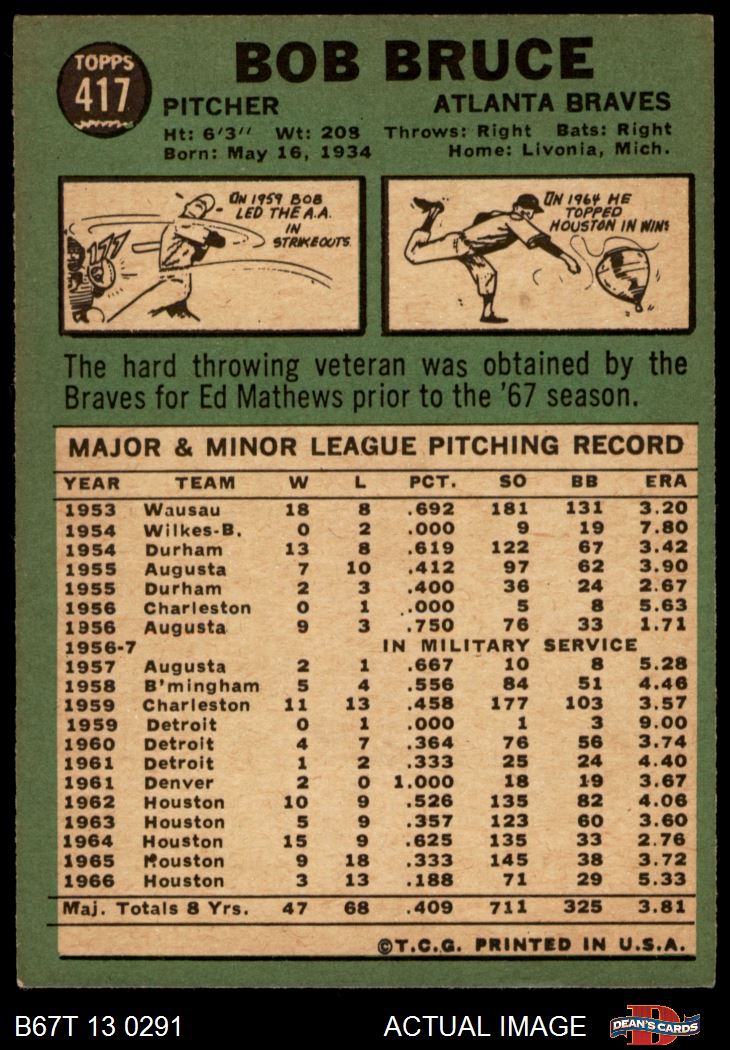 TOPPS
417
BOB BRUCE
PITCHER ATLANTA BRAVES
Ht: 6'3" Wt: 208 Throws: Right Bats: Right
Born: May 16, 1934 Home: Livonia, Mich.
IN 1959 BOB
LED THE A.A.
IN
STRIKEOUTS.
IN 1964 HE
TOPPED
HOUSTON IN WINS
The hard throwing veteran was obtained by the
Braves for Ed Mathews prior to the '67 season.
MAJOR & MINOR LEAGUE PITCHING RECORD
YEAR TEAM W L PCT. SO BB ERA
1953 Wausau 18 8 .692 181 131 3.20
1954 Wilkes-B. 0 2 .000 9 19 7.80
1954 Durham 13 8 .619 122 67 3.42
1955 Augusta 7 10 .412 97 62 3.90
1955 Durham 2 3 .400 36 24 2.67
1956 Charleston 0 1 .000 5 8 5.63
1956 Augusta 9 3 .750 76 33 1.71
1956-7 IN MILITARY SERVICE
1957 Augusta 2 1 .667 10 8 5.28
1958 B'mingham 5 4 .556 84 51 4.46
1959 Charleston 11 13 .458 177 103 3.57
1959 Detroit 0 1 .000 1 3 9.00
1960 Detroit 4 7 .364 76 56 3.74
1961 Detroit 1 2 .333 25 24 4.40
1961 Denver 2 0 1.000 18 19 3.67
1962 Houston 10 9 .526 135 82 4.06
1963 Houston 5 9 .357 123 60 3.60
1964 Houston 15 9 .625 135 33 2.76
1965 Houston 9 18 .333 145 38 3.72
1966 Houston 3 13 .188 71 29 5.33
Maj. Totals 8 Yrs. 47 68 .409 711 325 3.81
©T.C.G. PRINTED IN U.S.A.
B67T 13 0291 ACTUAL IMAGE
DEAN'S CARDS